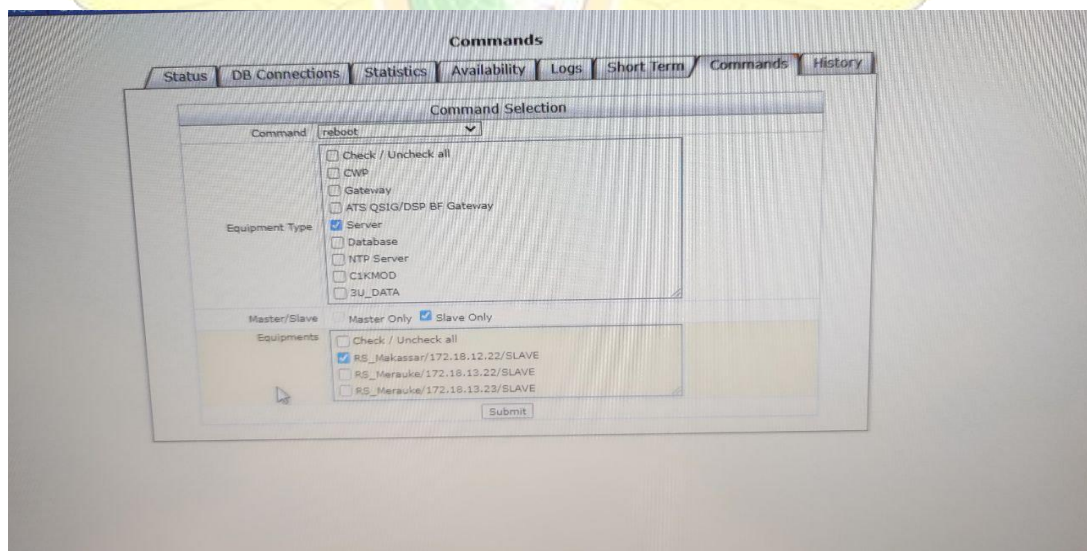 Commands
Status DB Connections Statistics Availability Logs Short Term Commands History
Command Selection
Command reboot
Check / Uncheck all
CWP
Gateway
ATS QSIG/DSP BF Gateway
Equipment Type Server
Database
NTP Server
C1KMOD
3U_DATA
Master/Slave Master Only Slave Only
Equipments Check / Uncheck all
RS_Makassar/172.18.12.22/SLAVE
RS_Merauke/172.18.13.22/SLAVE
RS_Merauke/172.18.13.23/SLAVE
Submit